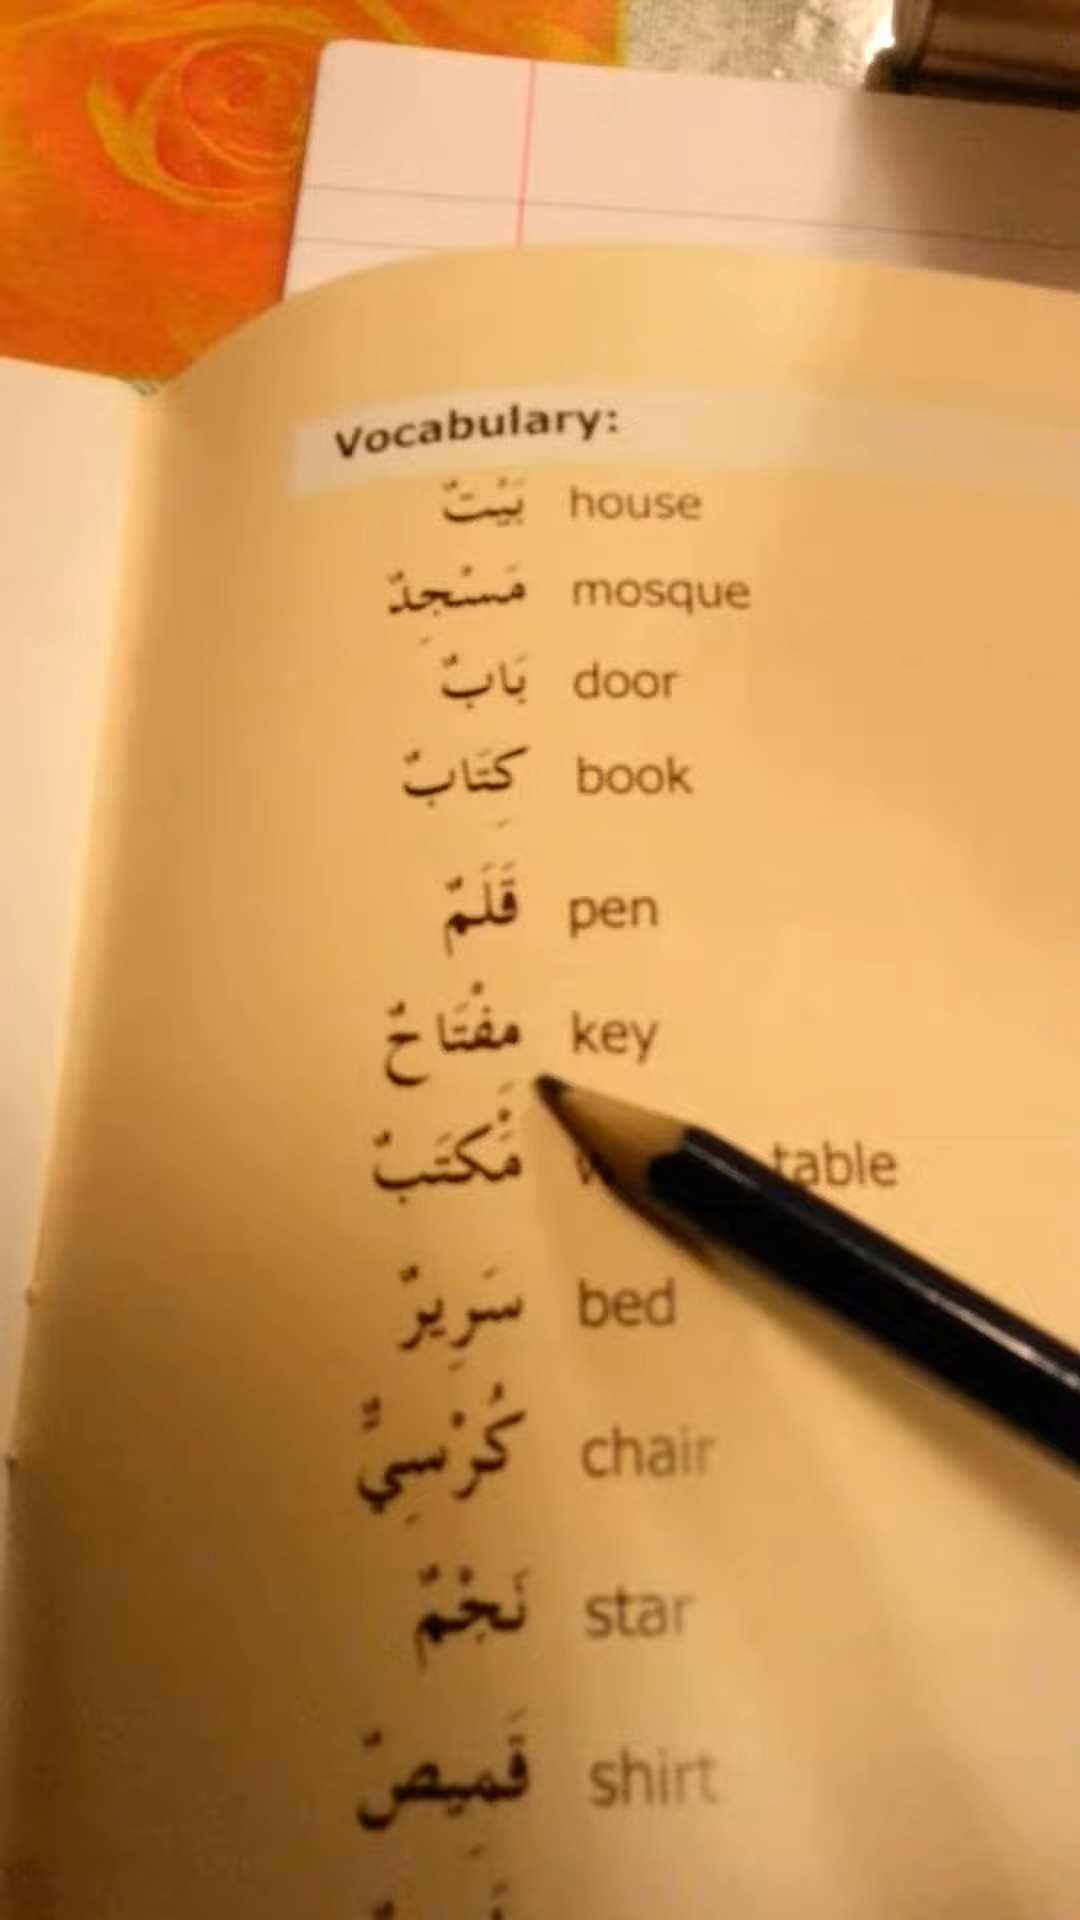 Vocabulary:
بَيْتٌ house
مَسْجِدٌ mosque
بَابٌ door
كِتَابٌ book
قَلَمٌ pen
مِفْتَاحٌ key
مَكْتَبٌ table
سَرِيرٌ bed
كُرْسِيٌّ chair
نَجْمٌ star
قَمِيصٌ shirt